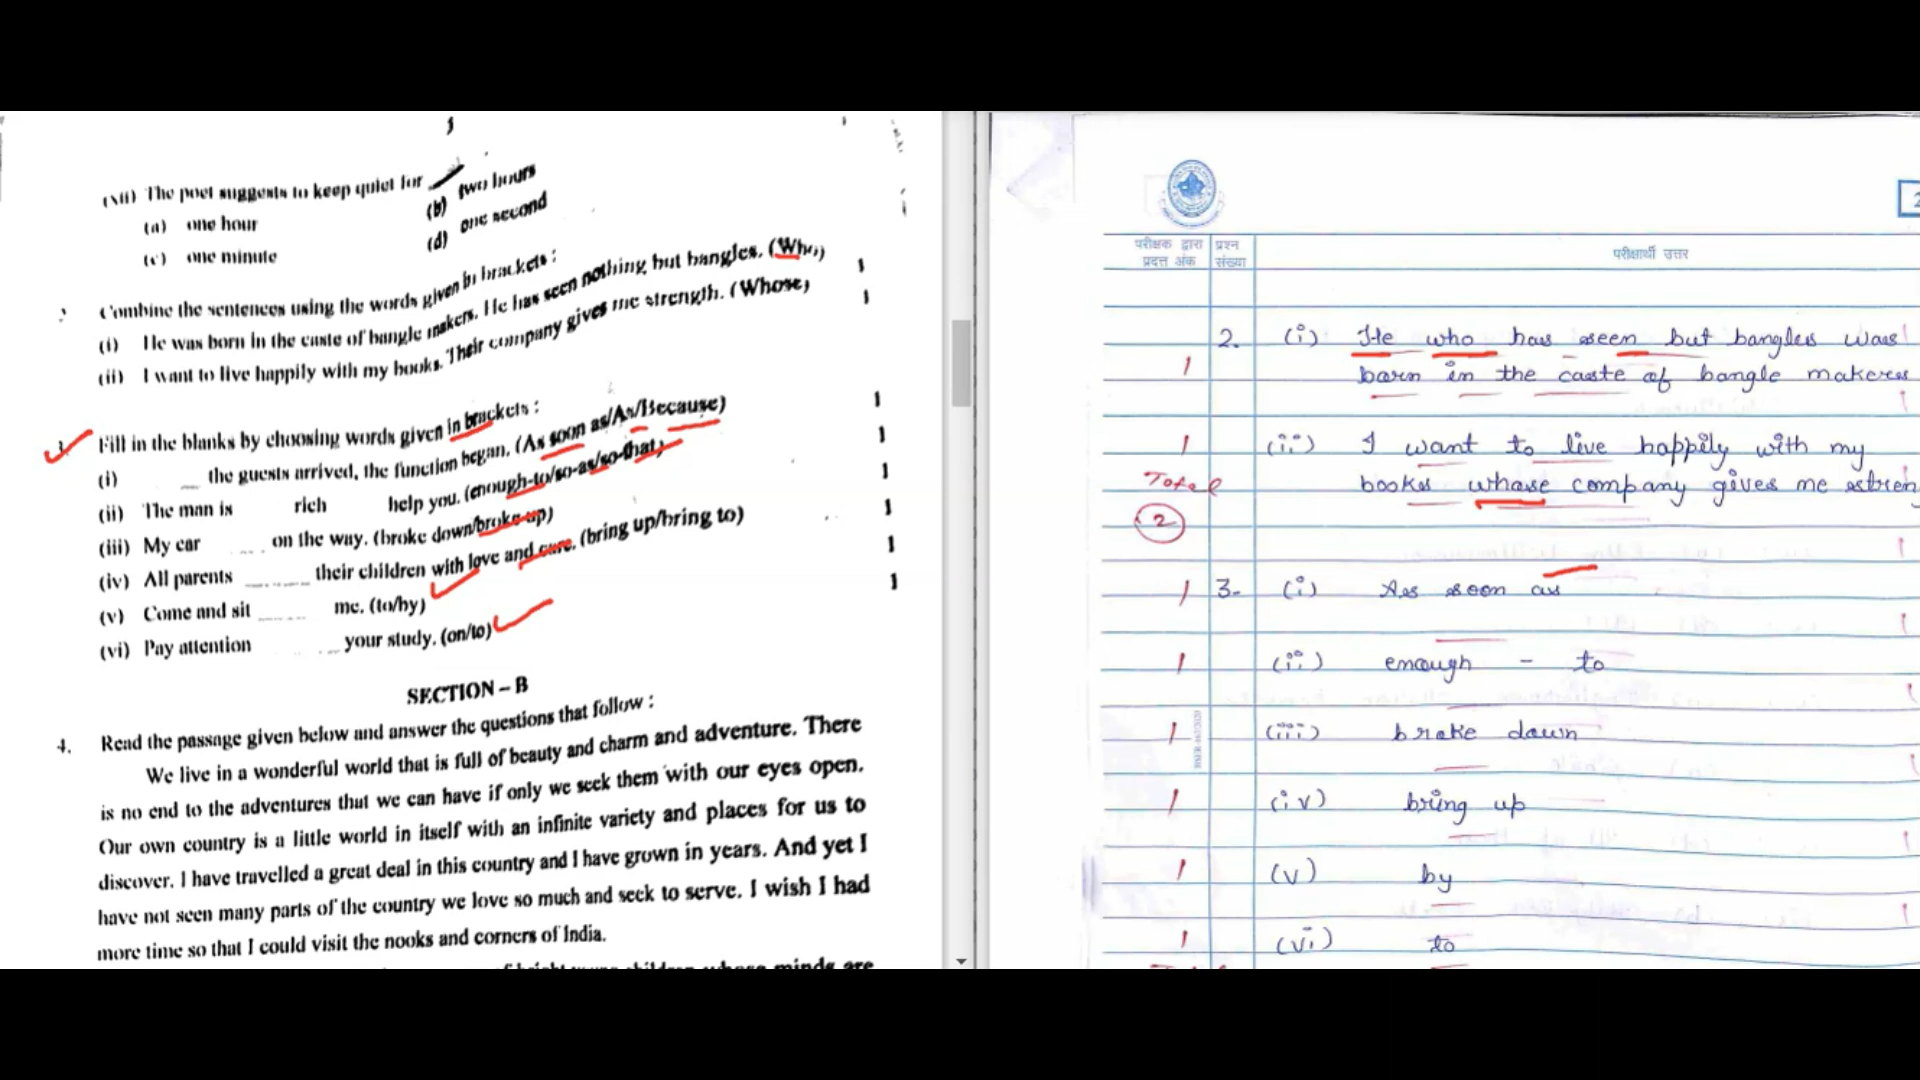 (xii) The poet suggests to keep quiet for
(a) one hour
(b) two hours
(c) one minute
(d) one second
Combine the sentences using the words given in brackets :
(i) He was born in the caste of bangle makers. He has seen nothing but bangles. (Who)
1
(ii) I want to live happily with my books. Their company gives me strength. (Whose)
1
Fill in the blanks by choosing words given in brackets :
(i) __ the guests arrived, the function began. (As soon as/As/Because)
1
(ii) The man is rich help you. (enough-to/so-as/so-that)
1
(iii) My car .... on the way. (broke down/broke up)
1
(iv) All parents ______ their children with love and care. (bring up/bring to)
1
(v) Come and sit ______ me. (to/by)
1
(vi) Pay attention __ your study. (on/to)
1
SECTION – B
4. Read the passage given below and answer the questions that follow :
We live in a wonderful world that is full of beauty and charm and adventure. There
is no end to the adventures that we can have if only we seek them with our eyes open.
Our own country is a little world in itself with an infinite variety and places for us to
discover. I have travelled a great deal in this country and I have grown in years. And yet I
have not seen many parts of the country we love so much and seek to serve. I wish I had
more time so that I could visit the nooks and corners of India.
of bright young children whose minds are
2
परीक्षक द्वारा प्रदत्त अंक
प्रश्न संख्या
परीक्षार्थी उत्तर
2. (i) He who has seen but bangles was
1 born in the caste of bangle makers
1 (ii) I want to live happily with my
Total books whose company gives me
2
1 3- (i) As soon as
1 (ii) enough - to
1 (iii) broke down
1 (iv) bring up
1 (v) by
1 (vi) to